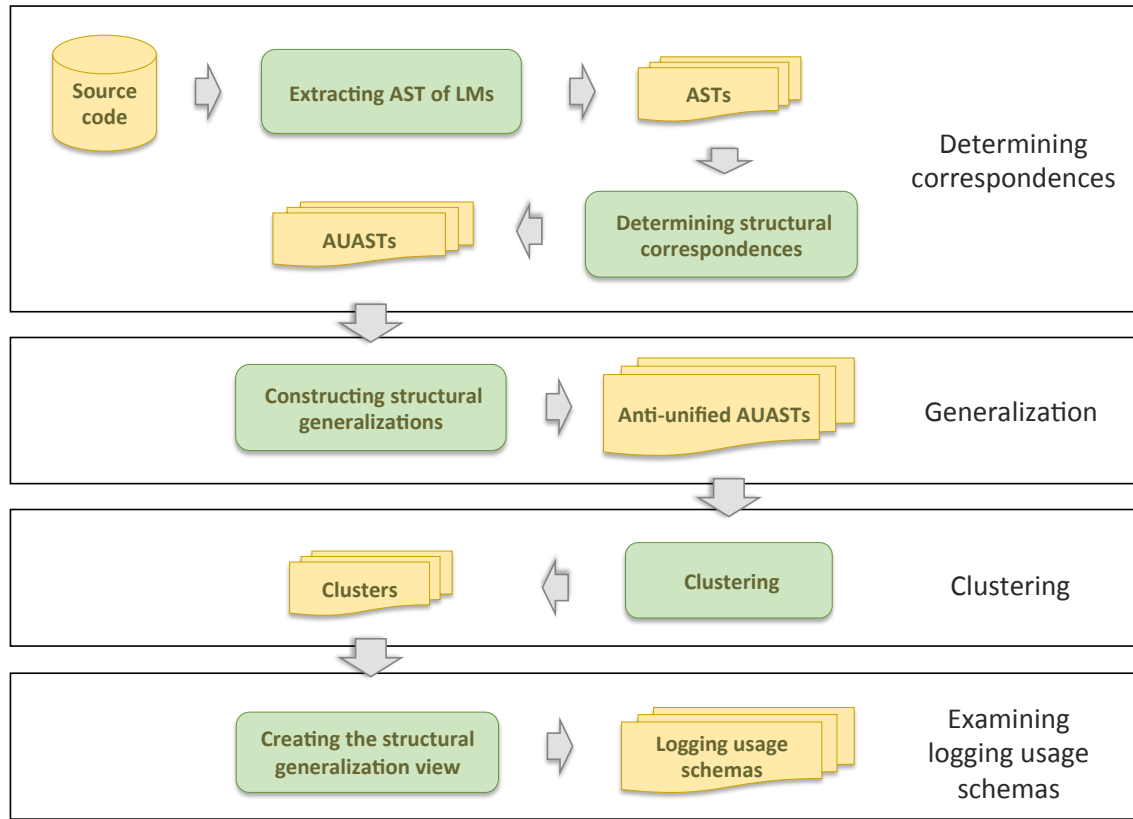 Source
code
Extracting AST of LMs
ASTs
Determining
correspondences
Determining structural
correspondences
AUASTs
Constructing structural
generalizations
Anti-unified AUASTs
Generalization
Clustering
Clusters
Clustering
Creating the structural
generalization view
Logging usage
schemas
Examining
logging usage
schemas